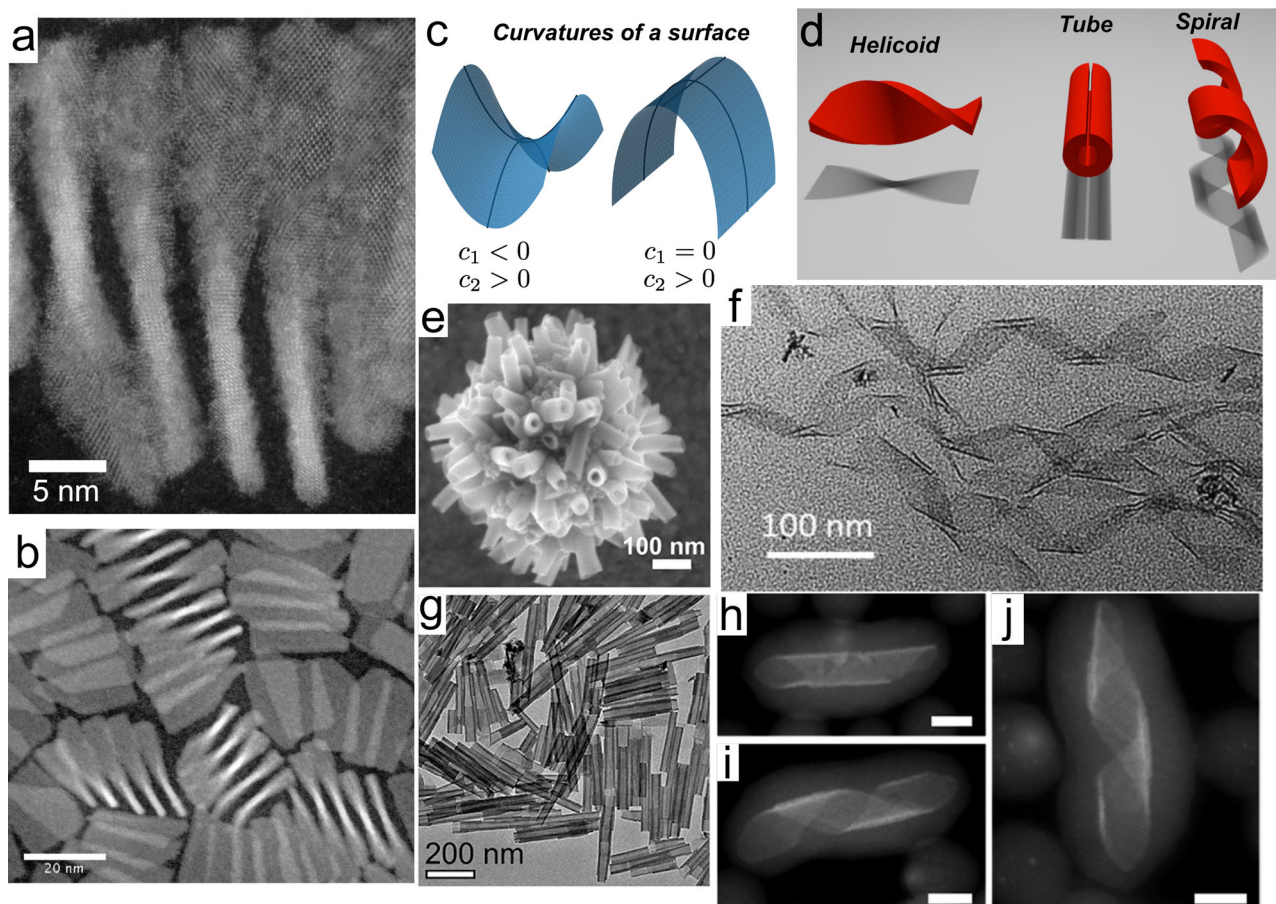 a
5 nm
b
20 nm
c
Curvatures of a surface
c₁ < 0
c₂ > 0
c₁ = 0
c₂ > 0
d
Helicoid
Tube
Spiral
e
100 nm
f
100 nm
g
200 nm
h
i
j